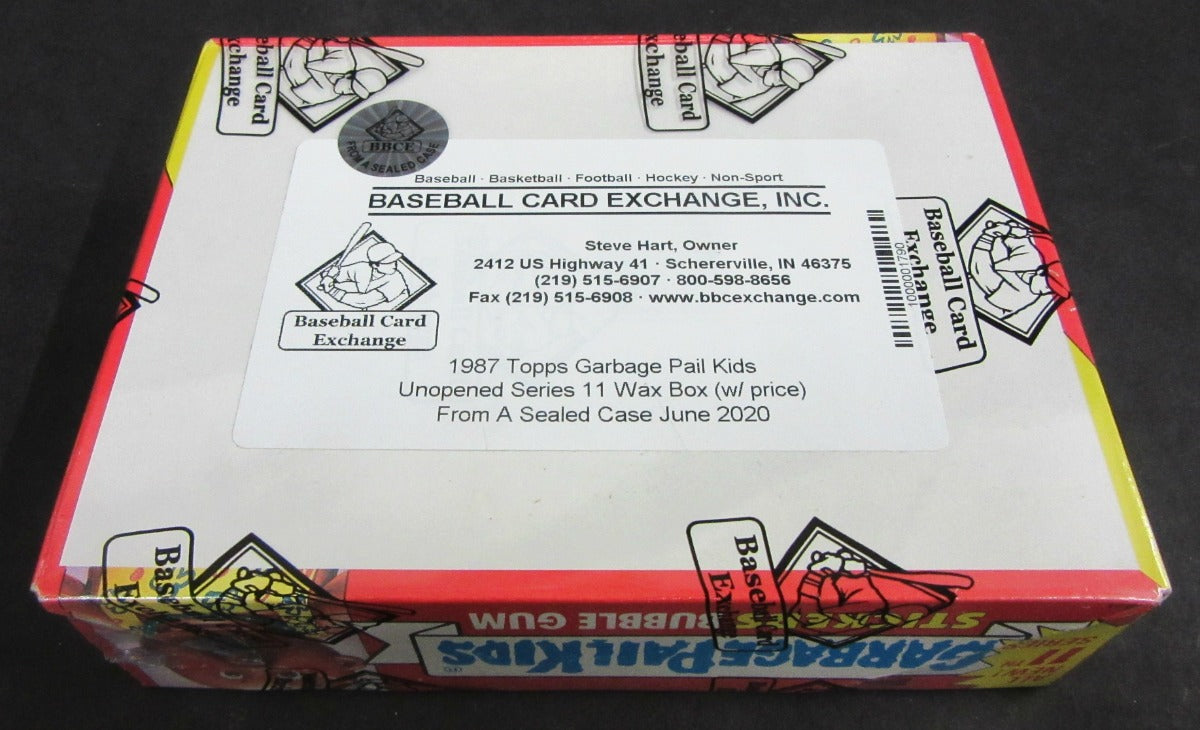 Baseball Card
Exchange
Baseball Card
Exchange
BBCE
FROM A SEALED CASE
Baseball · Basketball · Football · Hockey · Non-Sport
BASEBALL CARD EXCHANGE, INC.
Steve Hart, Owner
2412 US Highway 41 · Schererville, IN 46375
(219) 515-6907 · 800-598-8656
Fax (219) 515-6908 · www.bbcexchange.com
Baseball Card
Exchange
Baseball Card
Exchange
1987 Topps Garbage Pail Kids
Unopened Series 11 Wax Box (w/ price)
From A Sealed Case June 2020
STICKERS BUBBLE GUM
GARBAGE PAIL KIDS®
11